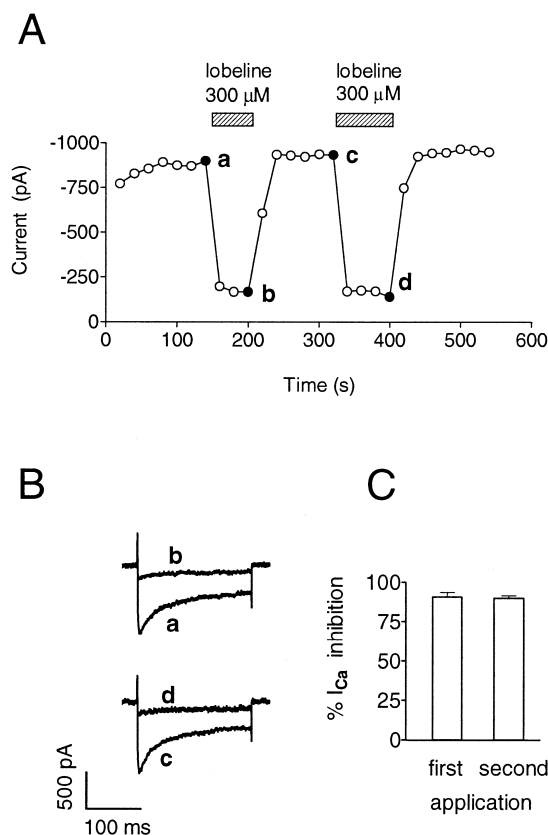 A
lobeline lobeline
300 µM 300 µM
-1000
-750
-500
-250
0
Current (pA)
a
b
c
d
0 100 200 300 400 500 600
Time (s)
B
b
a
d
c
500 pA
100 ms
C
% ICa inhibition
100
75
50
25
0
first second
application